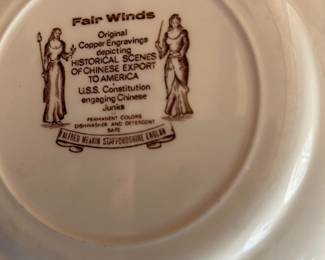 Fair Winds
Original
Copper Engravings
depicting
HISTORICAL SCENES
OF CHINESE EXPORT
TO AMERICA
U.S.S. Constitution
engaging Chinese
Junks
PERMANENT COLORS
DISHWASHER AND DETERGENT
SAFE
ALFRED MEAKIN STAFFORDSHIRE ENGLAN